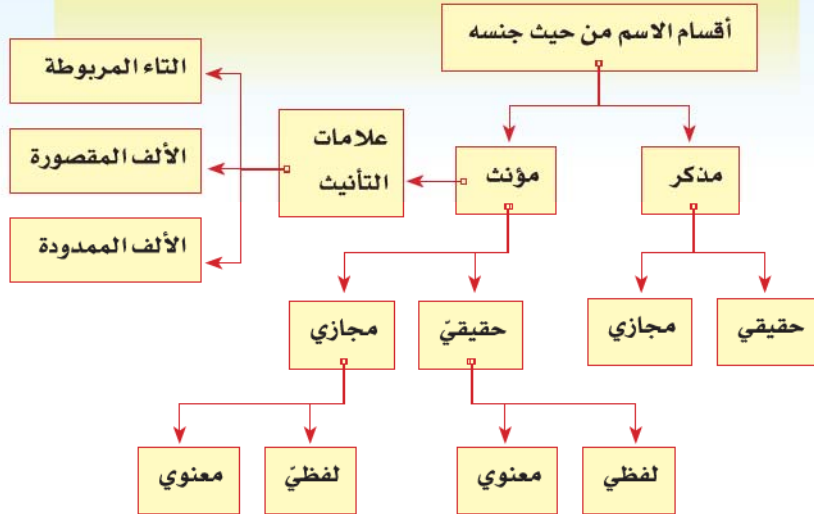 أقسام الاسم من حيث جنسه
مذكر
مؤنث
علامات
التأنيث
التاء المربوطة
الألف المقصورة
الألف الممدودة
حقيقي
مجازي
حقيقيّ
مجازي
لفظي
معنوي
لفظيّ
معنوي